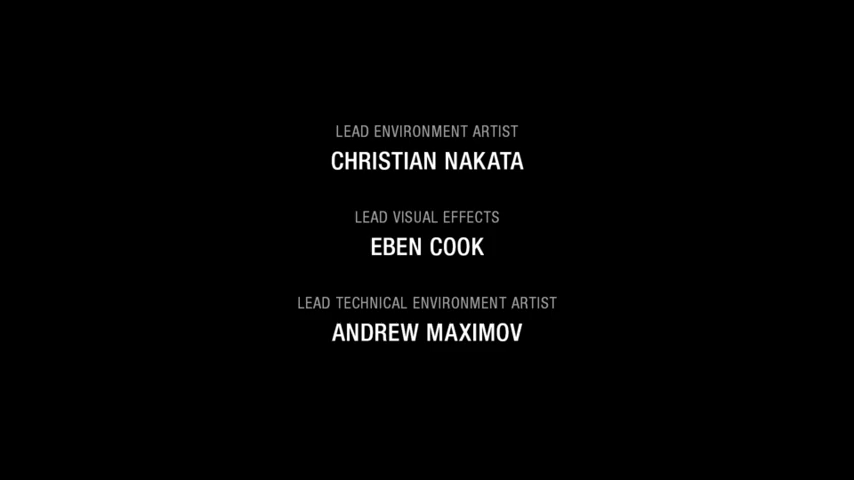 LEAD ENVIRONMENT ARTIST
CHRISTIAN NAKATA
LEAD VISUAL EFFECTS
EBEN COOK
LEAD TECHNICAL ENVIRONMENT ARTIST
ANDREW MAXIMOV